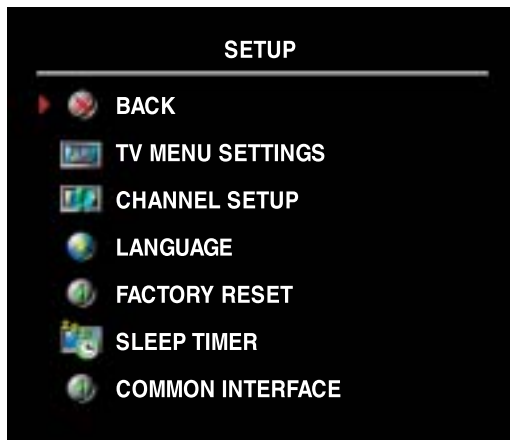 SETUP
BACK
TV MENU SETTINGS
CHANNEL SETUP
LANGUAGE
FACTORY RESET
SLEEP TIMER
COMMON INTERFACE